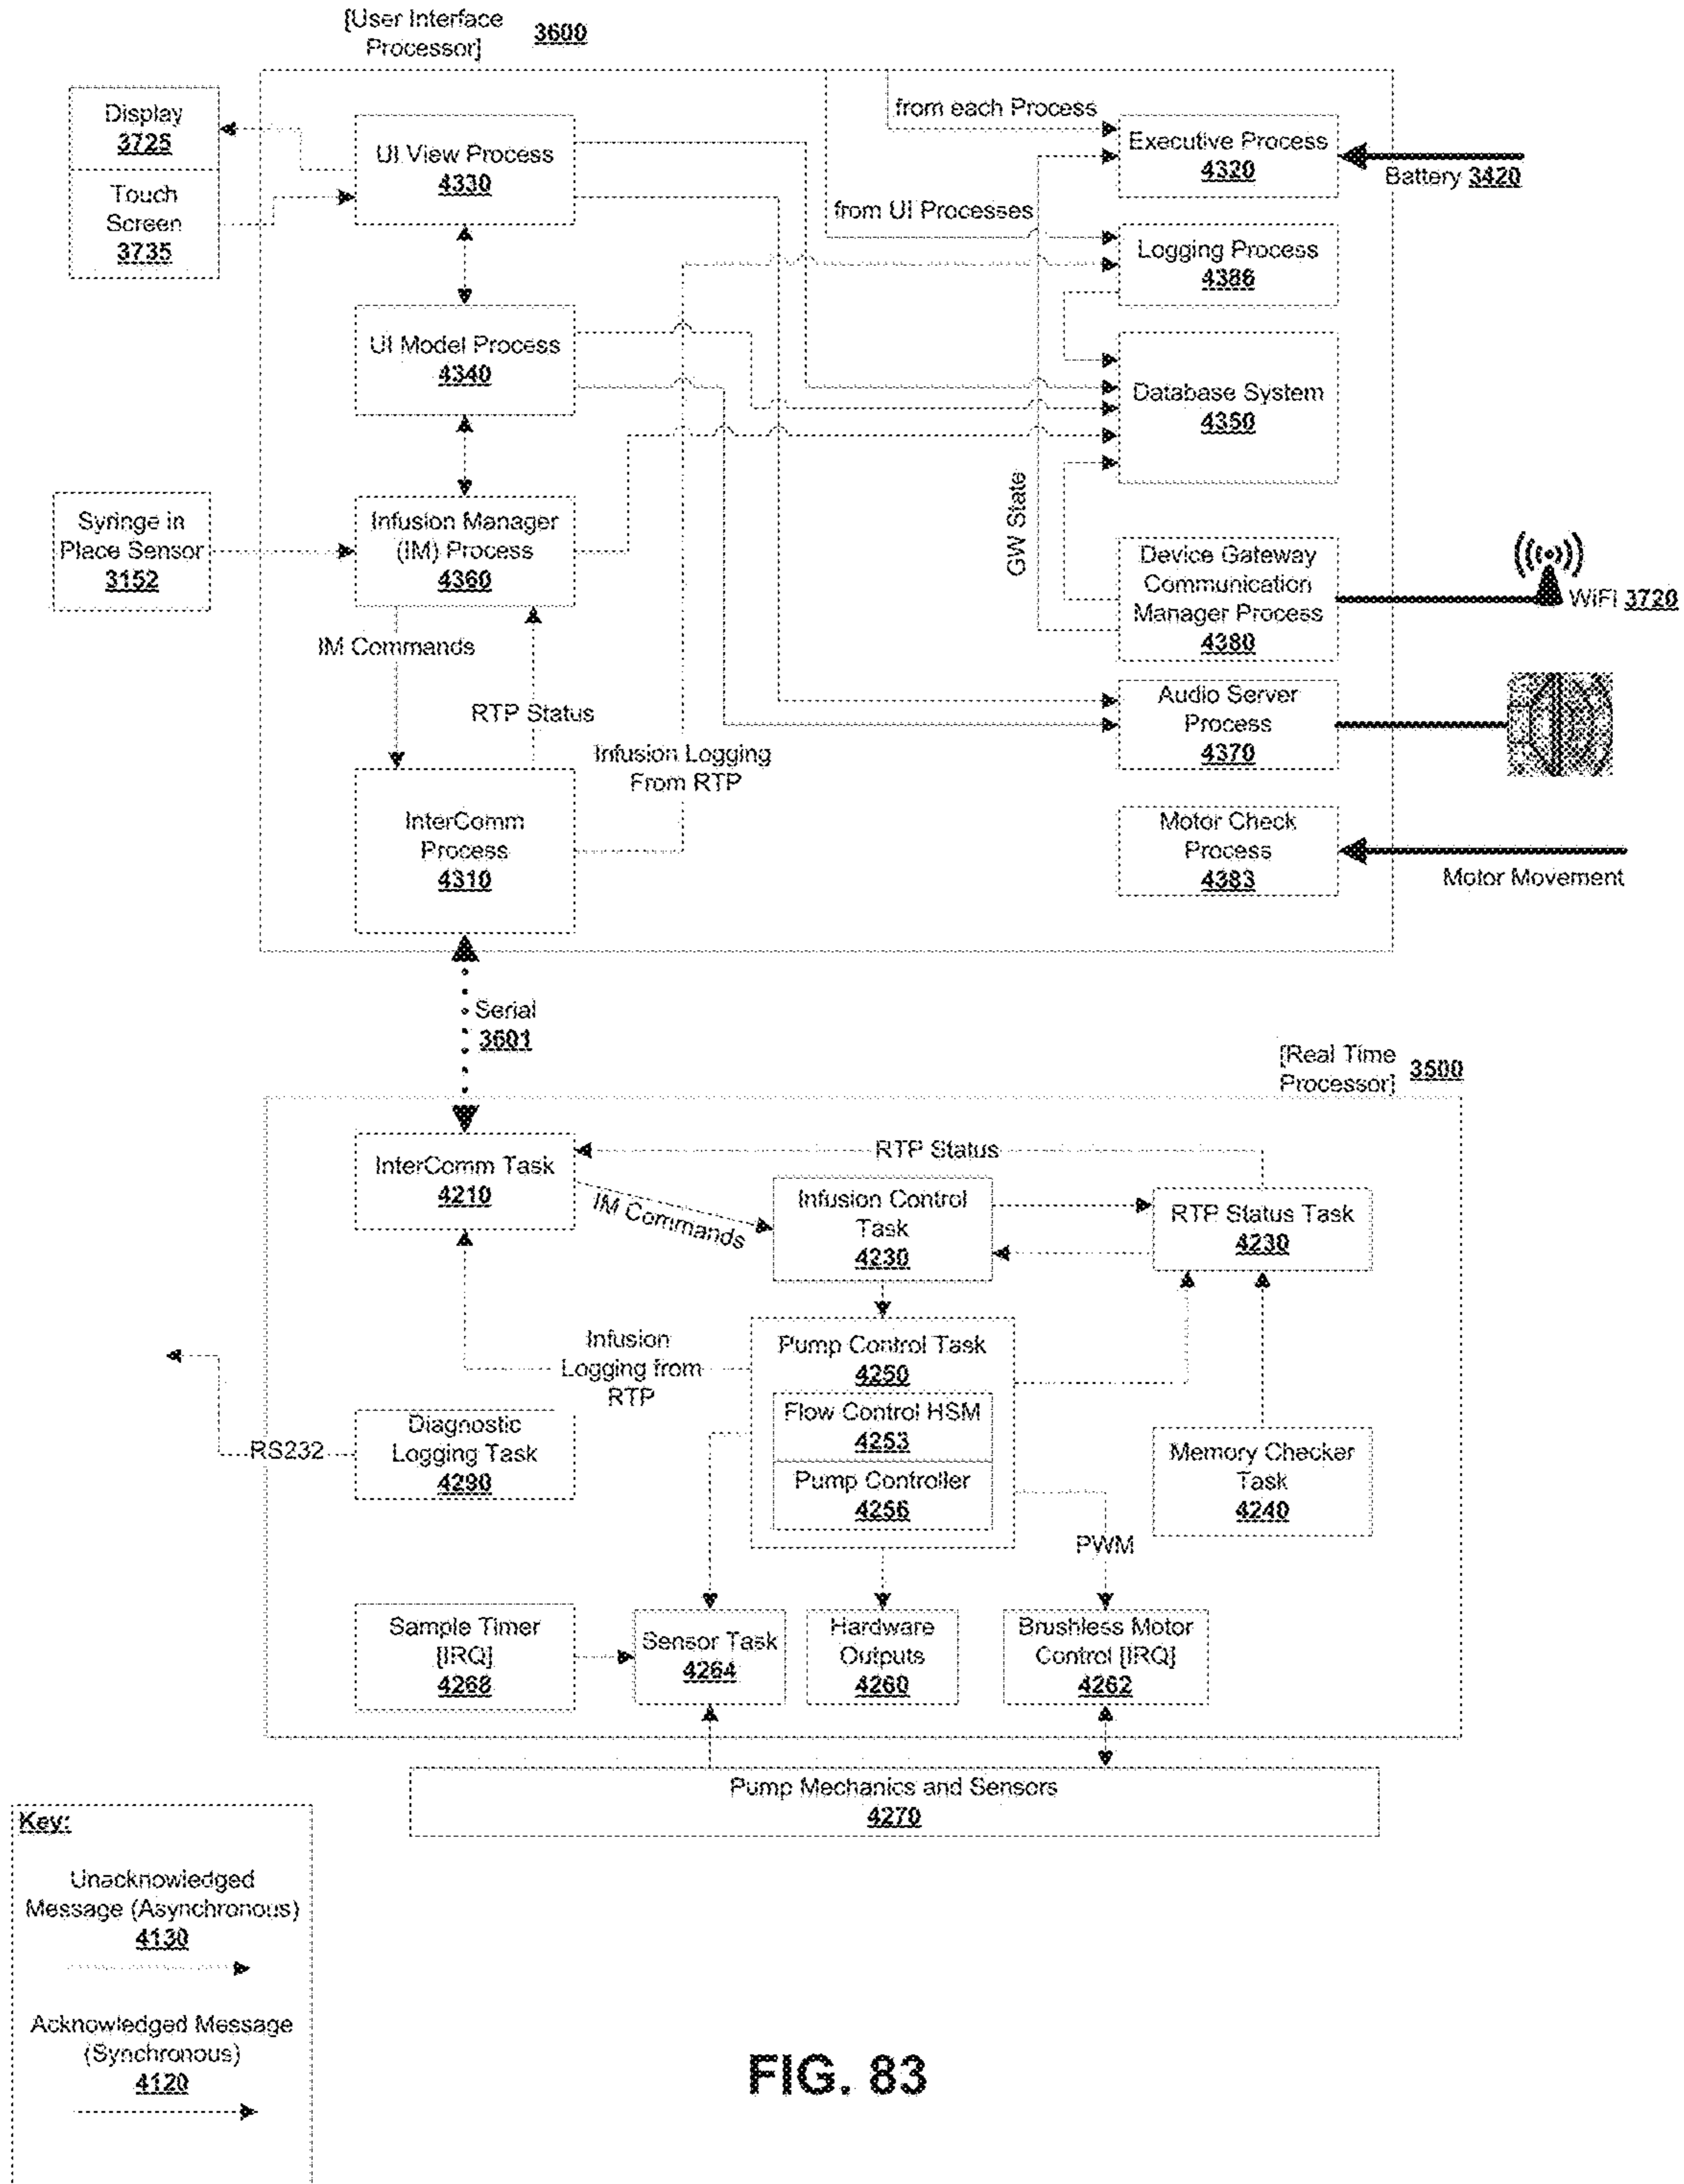 [User Interface
Processor]
3600
Display
3725
Touch
Screen
3735
UI View Process
4330
from each Process
Executive Process
4320
Battery 3420
from UI Processes
Logging Process
4386
UI Model Process
4340
Database System
4350
Syringe in
Place Sensor
3152
Infusion Manager
(IM) Process
4360
GW State
Device Gateway
Communication
Manager Process
4380
WiFi 3720
IM Commands
RTP Status
Infusion Logging
From RTP
Audio Server
Process
4370
InterComm
Process
4310
Motor Check
Process
4383
Motor Movement
Serial
3601
[Real Time
Processor]
3500
InterComm Task
4210
RTP Status
IM Commands
Infusion Control
Task
4230
RTP Status Task
4230
Infusion
Logging from
RTP
Pump Control Task
4250
Flow Control HSM
4253
Pump Controller
4256
Diagnostic
Logging Task
4290
RS232
Memory Checker
Task
4240
PWM
Sample Timer
[IRQ]
4268
Sensor Task
4264
Hardware
Outputs
4260
Brushless Motor
Control [IRQ]
4262
Pump Mechanics and Sensors
4270
Key:
Unacknowledged
Message (Asynchronous)
4130
Acknowledged Message
(Synchronous)
4120
FIG. 83